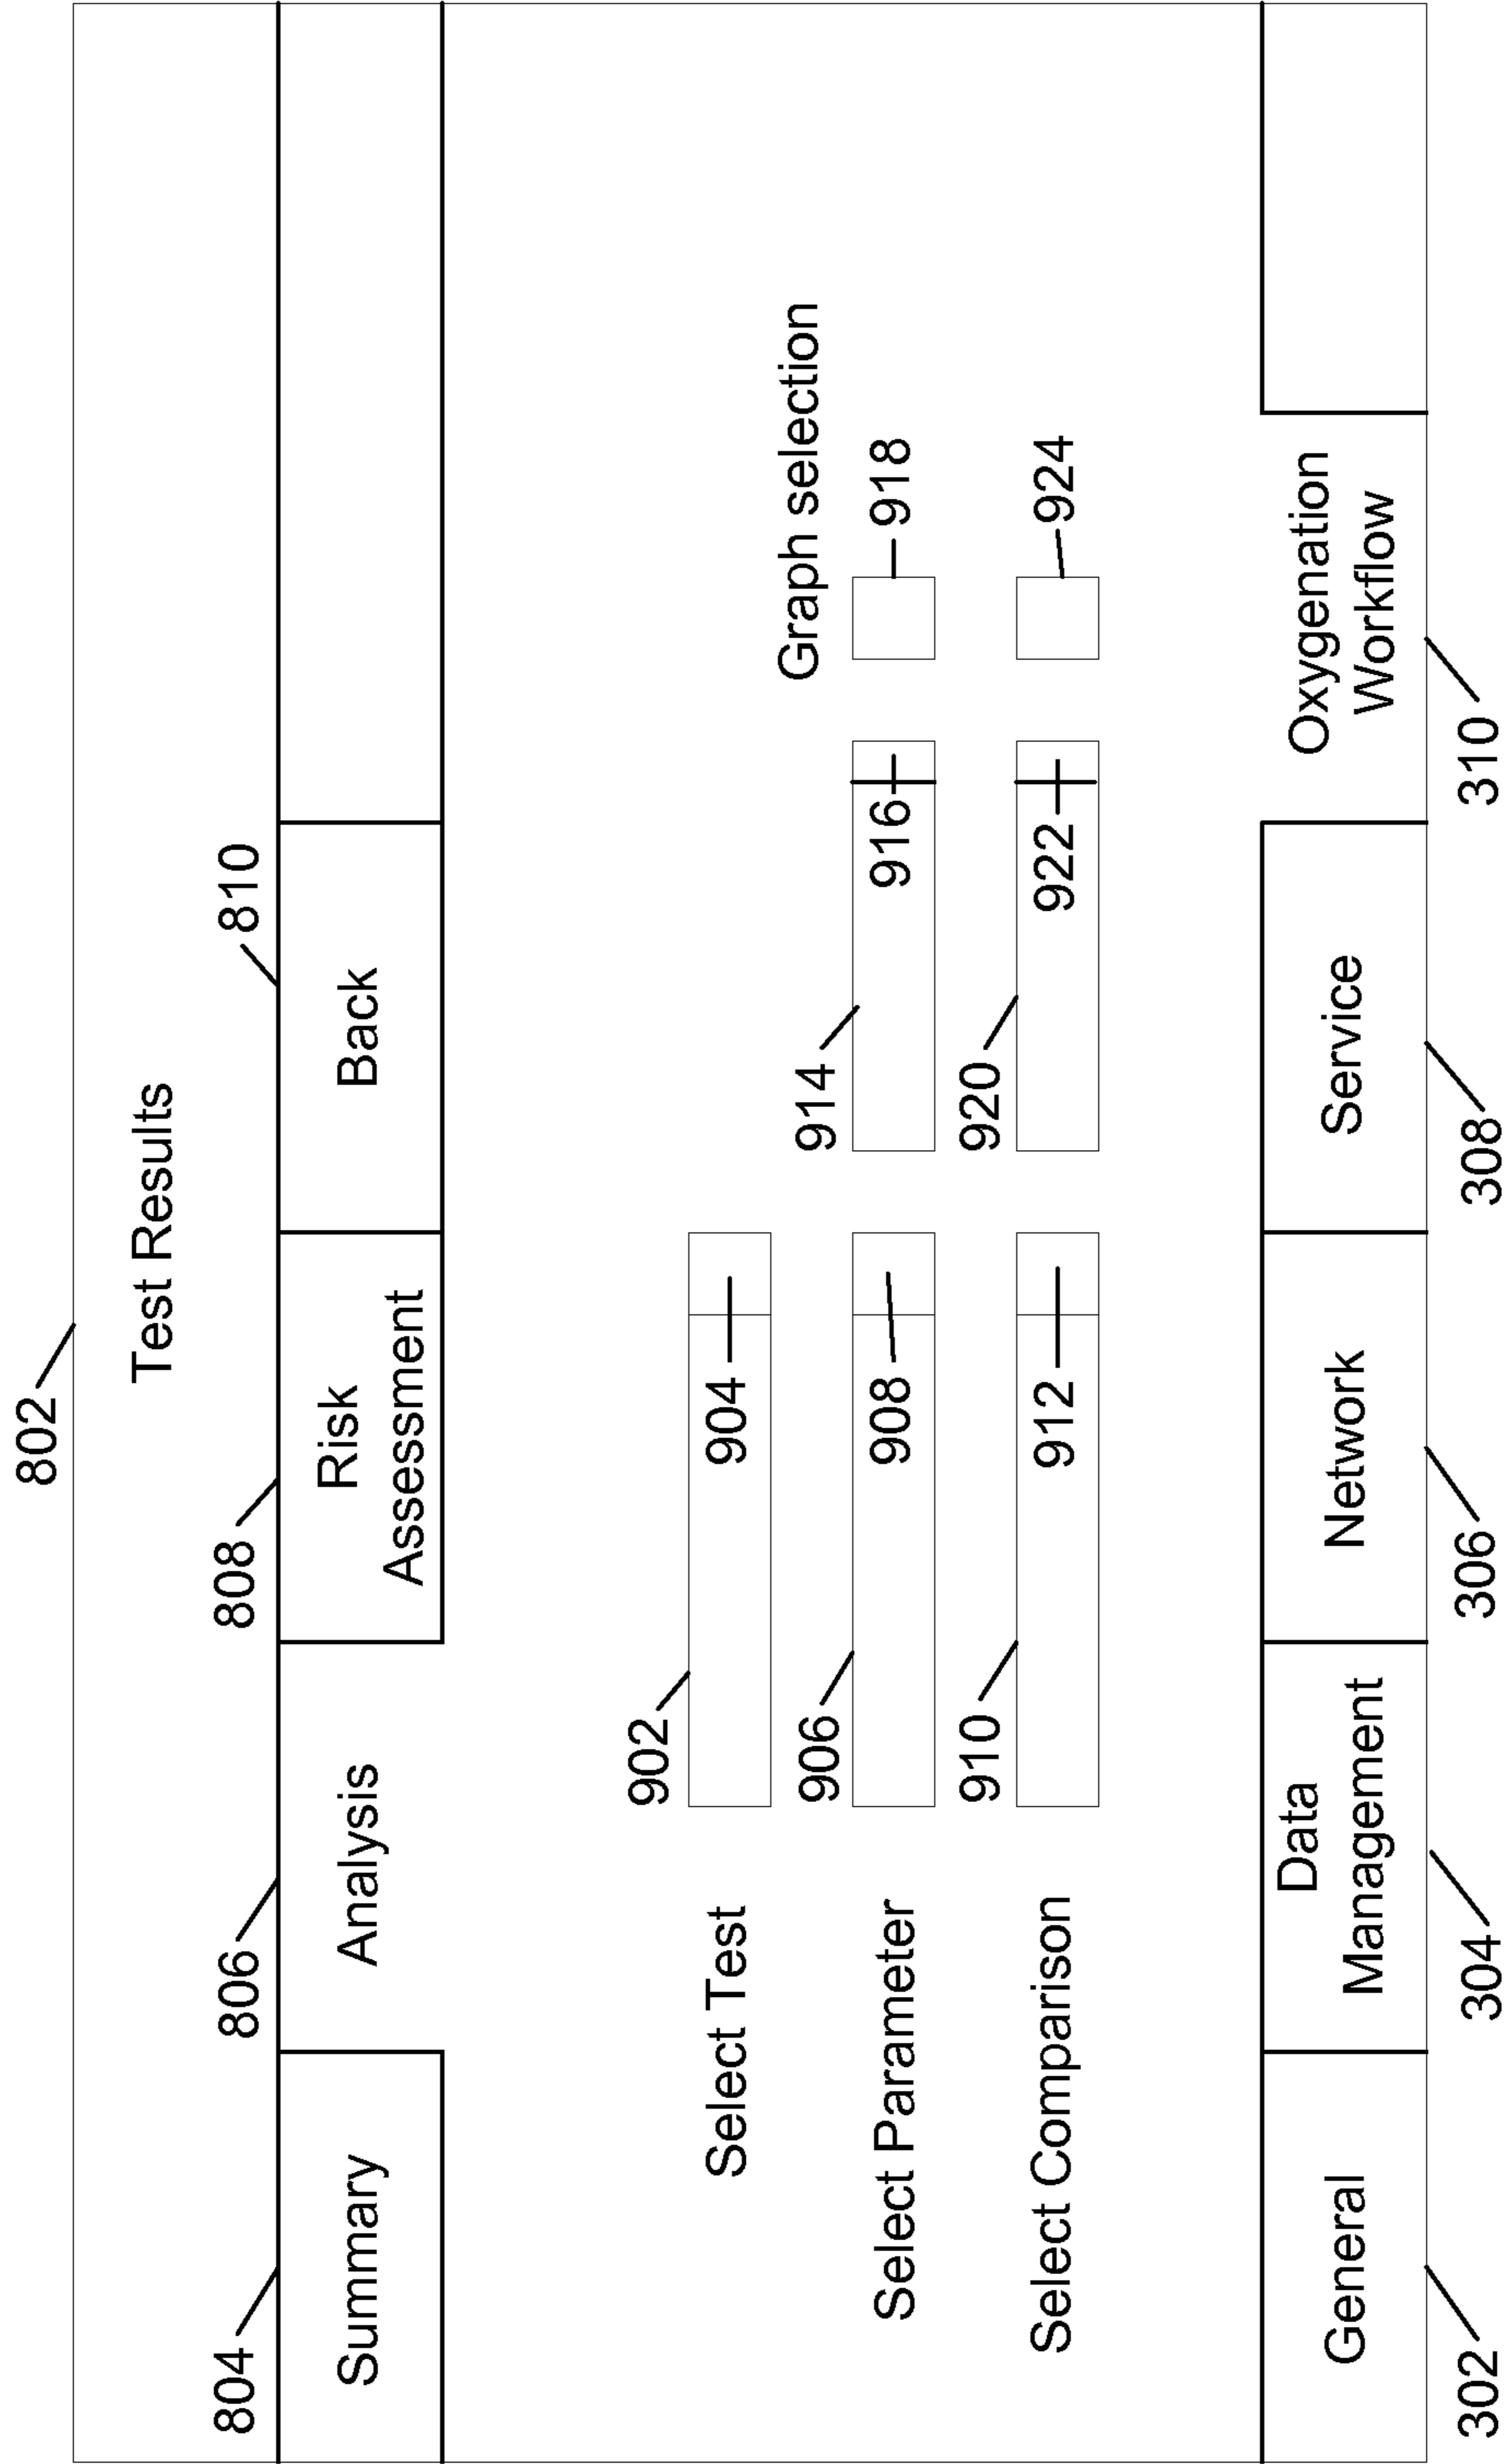 802
Test Results
804
806
808
810
Summary
Analysis
Risk
Assessment
Back
902
Select Test
904
Graph selection
906
914
Select Parameter
908
916
918
910
920
Select Comparison
912
922
924
General
Data
Management
Network
Service
Oxygenation
Workflow
302
304
306
308
310